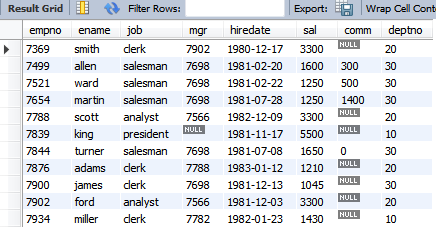 Result Grid Filter Rows: Export: Wrap Cell Cont
empno ename job mgr hiredate sal comm deptno
7369 smith clerk 7902 1980-12-17 3300 NULL 20
7499 allen salesman 7698 1981-02-20 1600 300 30
7521 ward salesman 7698 1981-02-22 1250 500 30
7654 martin salesman 7698 1981-07-28 1250 1400 30
7788 scott analyst 7566 1982-12-09 3300 NULL 20
7839 king president NULL 1981-11-17 5500 NULL 10
7844 turner salesman 7698 1981-07-08 1650 0 30
7876 adams clerk 7788 1983-01-12 1210 NULL 20
7900 james clerk 7698 1981-12-13 1045 NULL 30
7902 ford analyst 7566 1981-12-03 3300 NULL 20
7934 miller clerk 7782 1982-01-23 1430 NULL 10